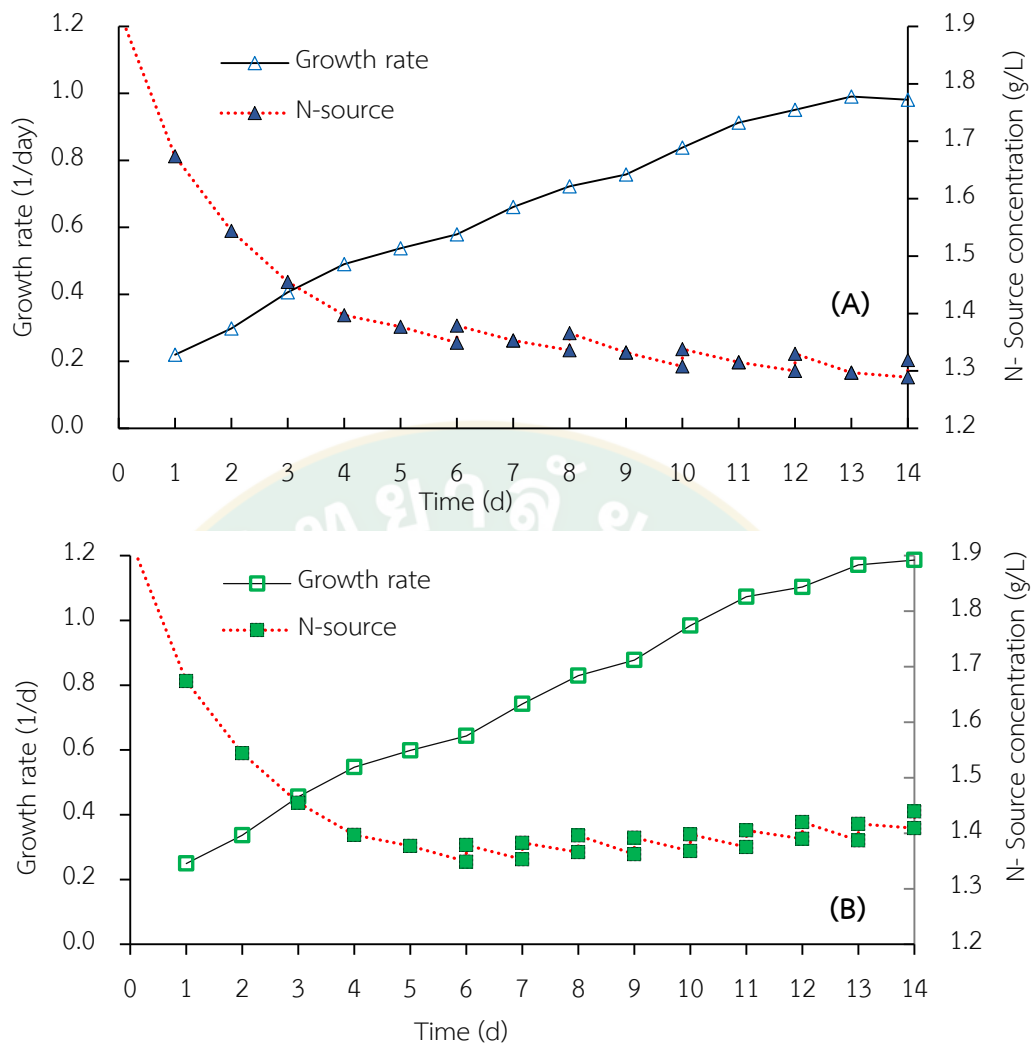 1.2
1.0
0.8
0.6
0.4
0.2
0.0
Growth rate (1/day)
Growth rate
N-source
(A)
1.9
1.8
1.7
1.6
1.5
1.4
1.3
1.2
N- Source concentration (g/L)
0 1 2 3 4 5 6 7 8 9 10 11 12 13 14
Time (d)
1.2
1.0
0.8
0.6
0.4
0.2
0.0
Growth rate (1/d)
Growth rate
N-source
(B)
1.9
1.8
1.7
1.6
1.5
1.4
1.3
1.2
N- Source concentration (g/L)
0 1 2 3 4 5 6 7 8 9 10 11 12 13 14
Time (d)